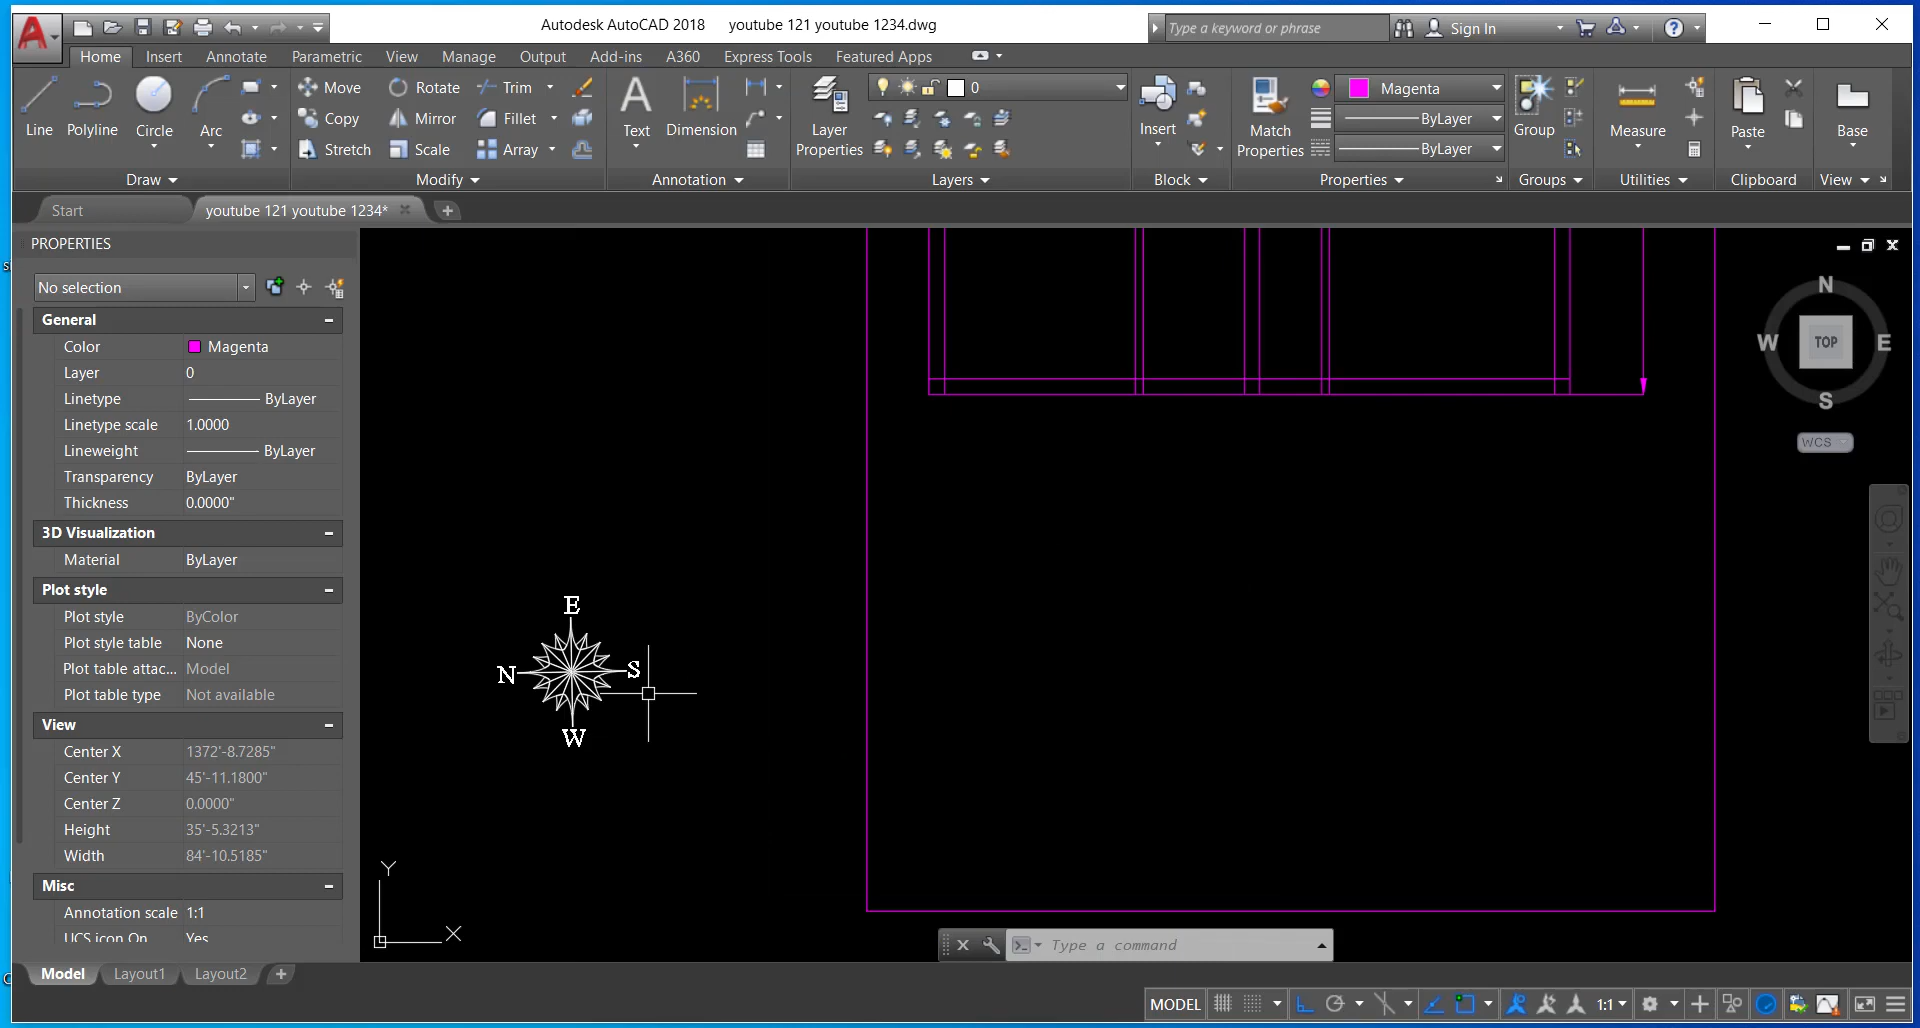 Autodesk AutoCAD 2018 youtube 121 youtube 1234.dwg
Type a keyword or phrase
Sign In
Home Insert Annotate Parametric View Manage Output Add-ins A360 Express Tools Featured Apps
Line Polyline Circle Arc
Move Rotate Trim
Copy Mirror Fillet
Stretch Scale Array
Text Dimension
Layer Properties
0
Insert
Match Properties
Magenta
ByLayer
ByLayer
Group
Measure
Paste
Base
Draw Modify Annotation Layers Block Properties Groups Utilities Clipboard View
Start youtube 121 youtube 1234*
PROPERTIES
No selection
General
Color Magenta
Layer 0
Linetype ByLayer
Linetype scale 1.0000
Lineweight ByLayer
Transparency ByLayer
Thickness 0.0000"
3D Visualization
Material ByLayer
Plot style
Plot style ByColor
Plot style table None
Plot table attac... Model
Plot table type Not available
View
Center X 1372'-8.7285"
Center Y 45'-11.1800"
Center Z 0.0000"
Height 35'-5.3213"
Width 84'-10.5185"
Misc
Annotation scale 1:1
UCS icon On Yes
N
W TOP E
S
WCS
E
N S
W
Y
X
Type a command
Model Layout1 Layout2
MODEL 1:1